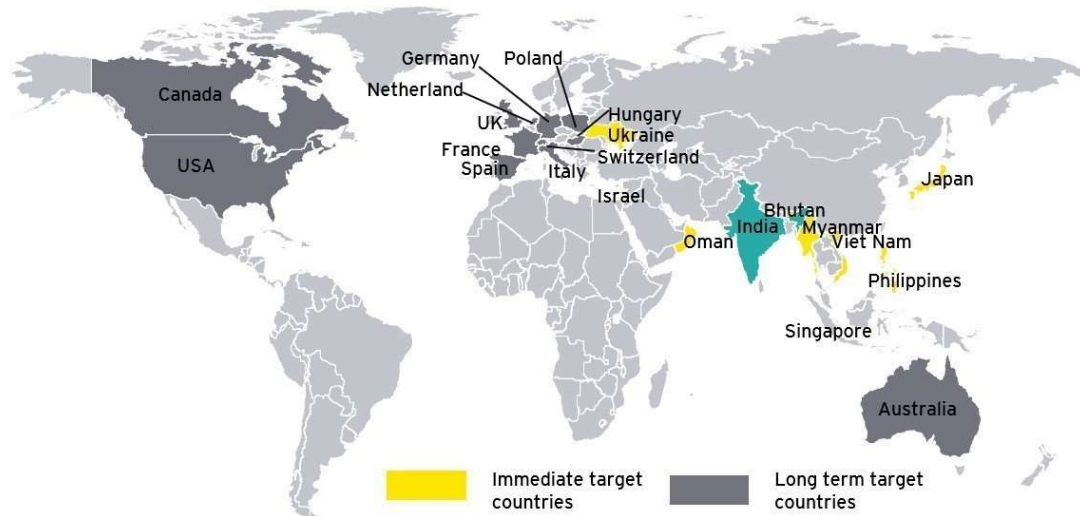 Germany
Poland
Netherland
Canada
Hungary
UK
Ukraine
France
Switzerland
USA
Spain
Italy
Japan
Israel
Bhutan
India
Myanmar
Oman
Viet Nam
Philippines
Singapore
Australia
Immediate target
countries
Long term target
countries